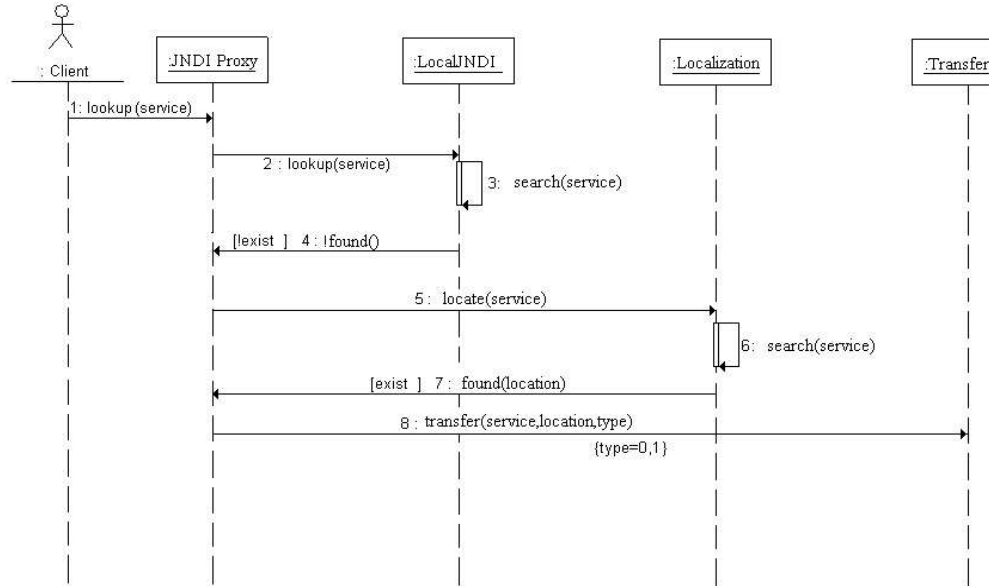 : Client
:JNDI Proxy
:LocalJNDI
:Localization
:Transfer
1: lookup (service)
2 : lookup(service)
3: search(service)
[!exist ] 4 : !found()
5 : locate(service)
6: search(service)
[exist ] 7 : found(location)
8 : transfer(service,location,type)
{type=0,1}